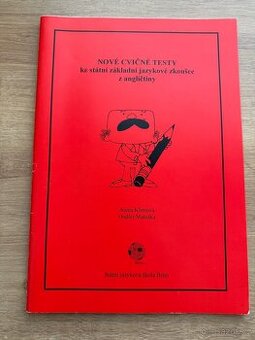 NOVÉ CVIČNÉ TESTY
ke státní základní jazykové zkoušce
z angličtiny
Státní jazyková škola Brno